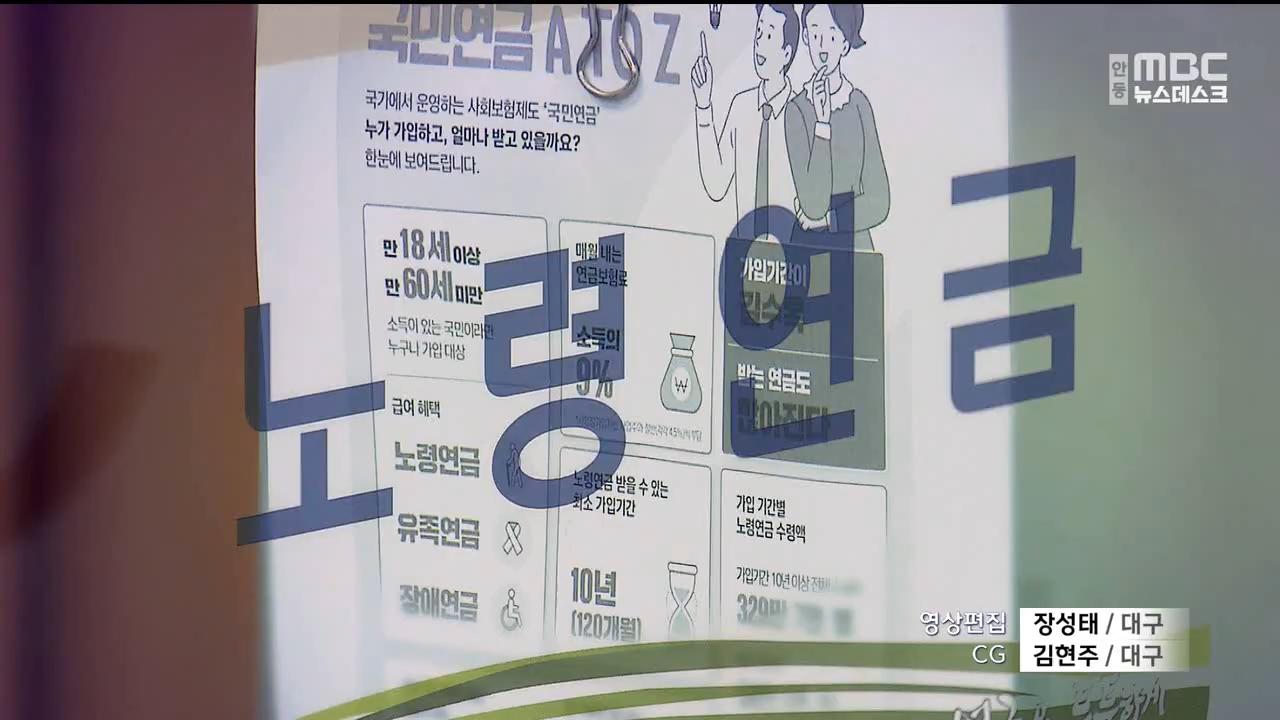 국민연금 A TO Z
안동 MBC
뉴스데스크
국가에서 운영하는 사회보험제도 ‘국민연금’
누가 가입하고, 얼마나 받고 있을까요?
한눈에 보여드립니다.
노령연금
만 18세 이상
만 60세 미만
소득이 있는 국민이라면
누구나 가입 대상
급여 혜택
노령연금
유족연금
장애연금
매월 내는
연금보험료
소득의
9%
노령연금 받을 수 있는
최소 가입기간
10년
(120개월)
가입기간이
길수록
받는 연금도
많아진다
가입 기간별
노령연금 수령액
가입기간 10년 이상
영상편집 장성태 / 대구
CG 김현주 / 대구